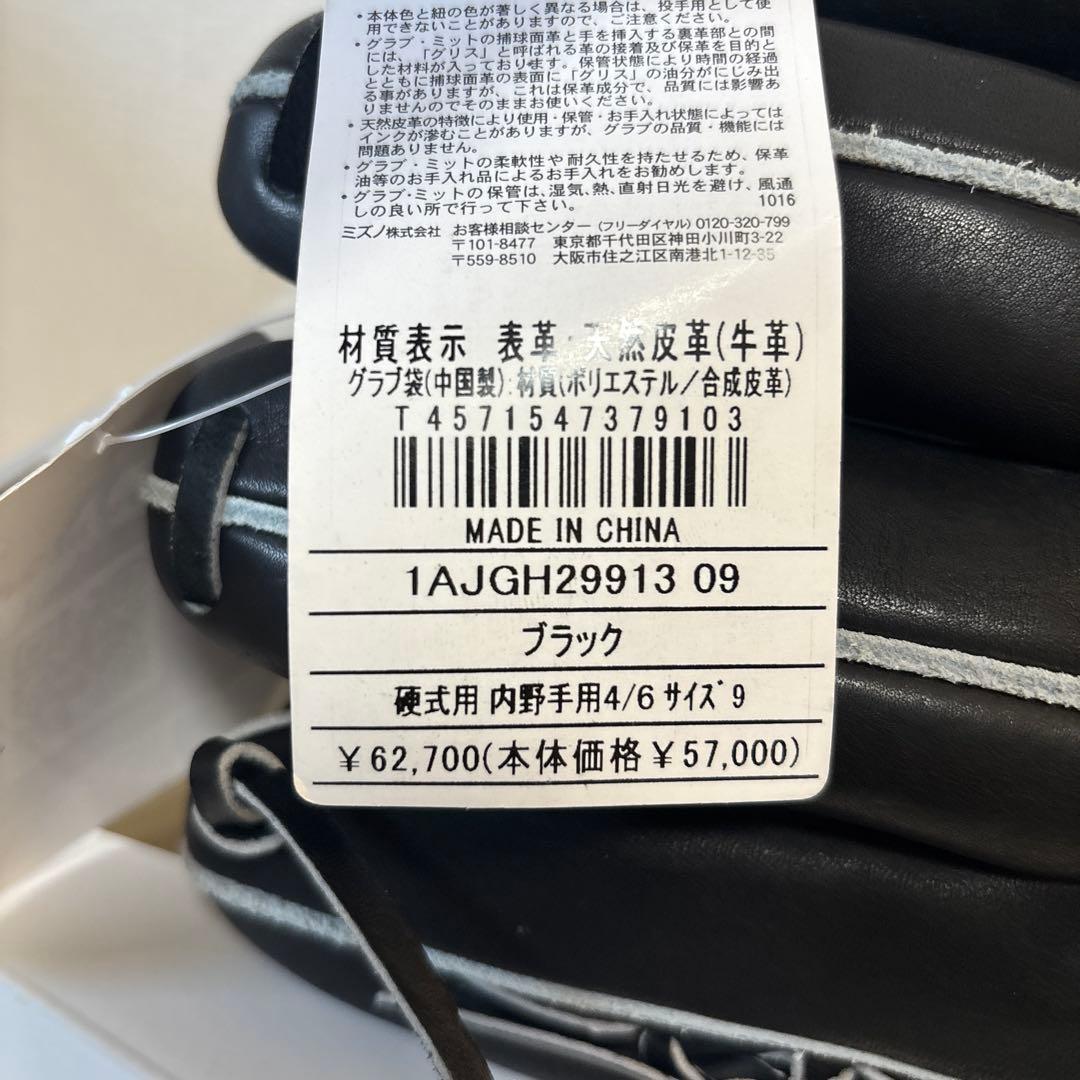 ・本体色と紐の色が著しく異なる場合は、投手用として使
用できないことがありますので、ご注意ください。
・グラブ・ミットの捕球面革と手を挿入する裏革部との間
には、「グリス」と呼ばれる革の接着及び保革を目的と
した材料が入っております。保管状態により時間の経過
とともに捕球面革の表面に「グリス」の油分がにじみ出
る事がありますが、これは保革成分で、品質には影響あ
りませんのでそのままお使いください。
・天然皮革の特徴により使用・保管・お手入れ状態によっては
インクが滲むことがありますが、グラブの品質・機能には
問題ありません。
・グラブ・ミットの柔軟性や耐久性を持たせるため、保革
油等のお手入れ品によるお手入れをお勧めします。
・グラブ・ミットの保管は、湿気、熱、直射日光を避け、風通
しの良い所で行って下さい。 1016
ミズノ株式会社 お客様相談センター (フリーダイヤル) 0120-320-799
〒101-8477 東京都千代田区神田小川町3-22
〒559-8510 大阪市住之江区南港北1-12-35
材質表示 表革:天然皮革(牛革)
グラブ袋(中国製):材質(ポリエステル/合成皮革)
T 4571547379103
MADE IN CHINA
1AJGH29913 09
ブラック
硬式用 内野手用4/6 サイズ 9
¥62,700(本体価格¥57,000)